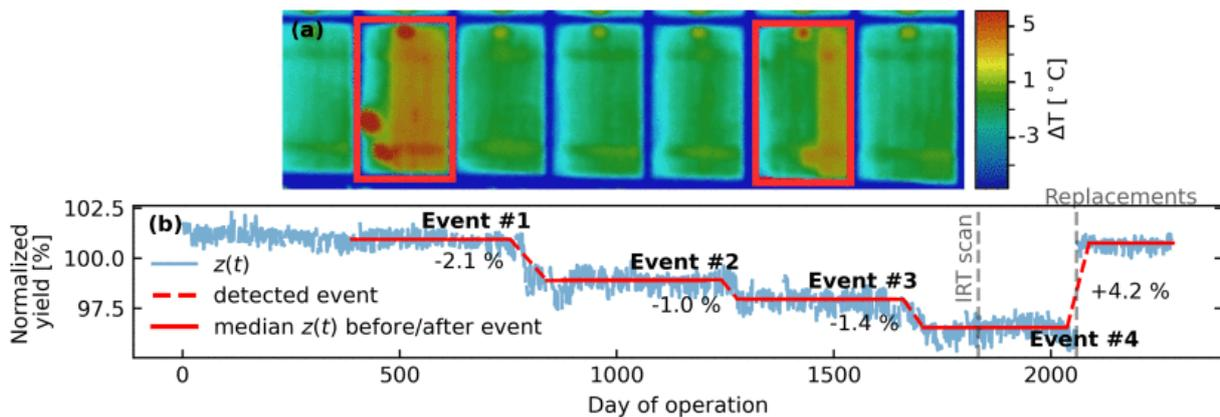 (a)
5
1
-3
ΔT [°C]
Replacements
102.5
100.0
97.5
Normalized
yield [%]
(b)
Event #1
-2.1 %
Event #2
-1.0 %
Event #3
-1.4 %
IRT scan
+4.2 %
Event #4
z(t)
detected event
median z(t) before/after event
0
500
1000
1500
2000
Day of operation